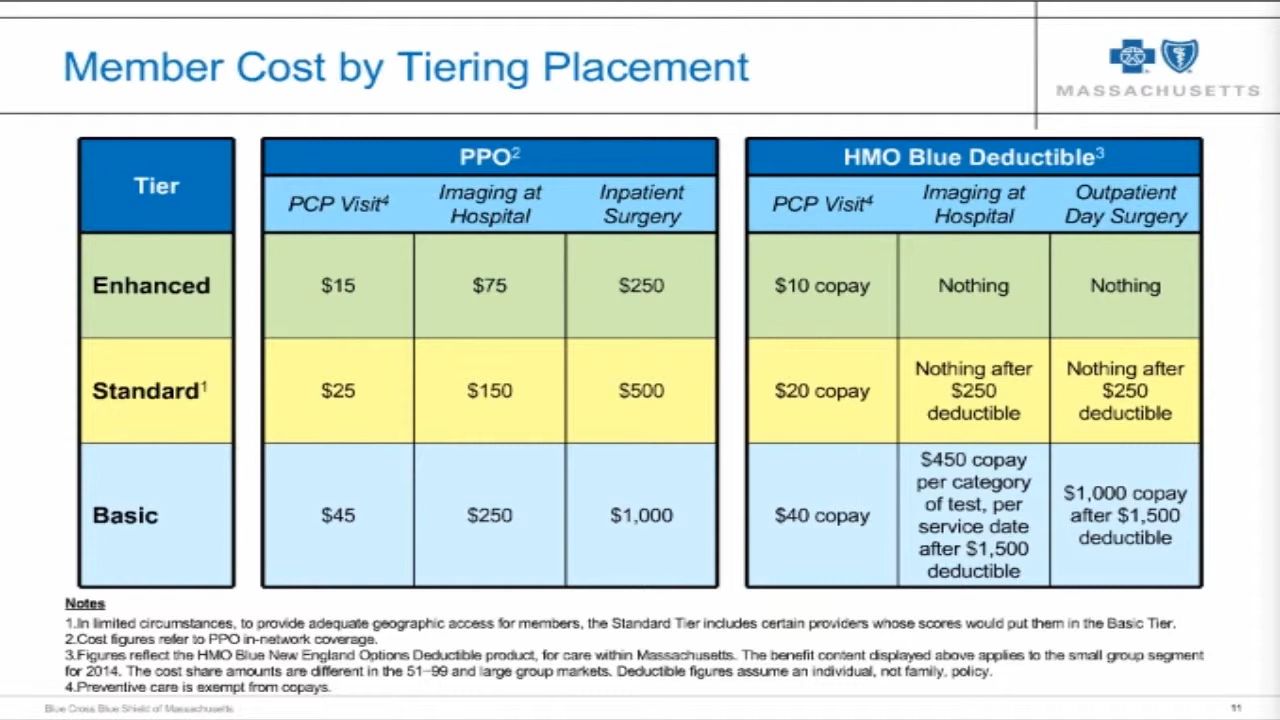 Member Cost by Tiering Placement
MASSACHUSETTS
Tier
PPO2
HMO Blue Deductible3
PCP Visit4
Imaging at
Hospital
Inpatient
Surgery
PCP Visit4
Imaging at
Hospital
Outpatient
Day Surgery
Enhanced
$15
$75
$250
$10 copay
Nothing
Nothing
Standard1
$25
$150
$500
$20 copay
Nothing after
$250
deductible
Nothing after
$250
deductible
Basic
$45
$250
$1,000
$40 copay
$450 copay
per category
of test, per
service date
after $1,500
deductible
$1,000 copay
after $1,500
deductible
Notes
1.In limited circumstances, to provide adequate geographic access for members, the Standard Tier includes certain providers whose scores would put them in the Basic Tier.
2.Cost figures refer to PPO in-network coverage.
3.Figures reflect the HMO Blue New England Options Deductible product, for care within Massachusetts. The benefit content displayed above applies to the small group segment
for 2014. The cost share amounts are different in the 51–99 and large group markets. Deductible figures assume an individual, not family, policy.
4.Preventive care is exempt from copays.
Blue Cross Blue Shield of Massachusetts
11